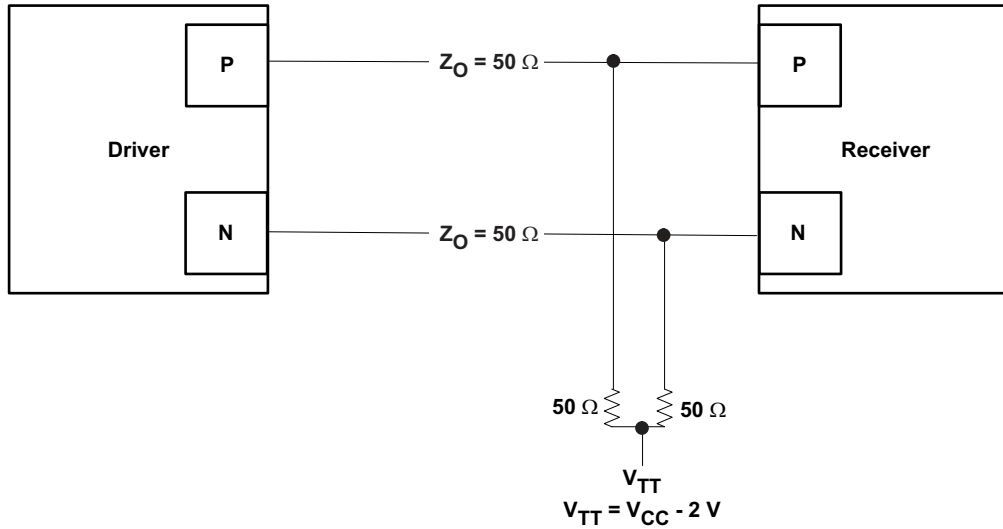 P
Z_O = 50 Ω
P
Driver
Receiver
N
Z_O = 50 Ω
N
50 Ω
50 Ω
V_TT
V_TT = V_CC - 2 V